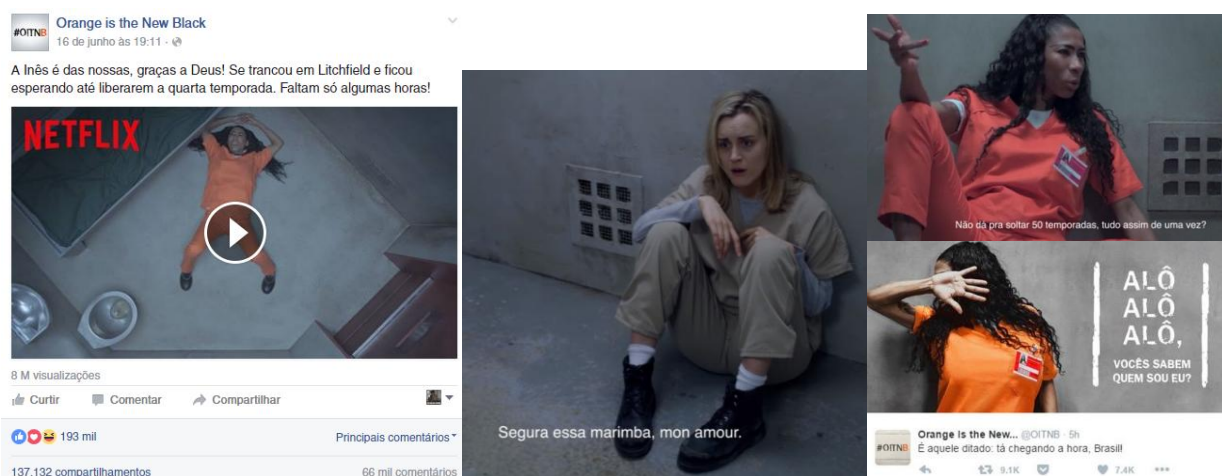 #OITNB
Orange is the New Black
16 de junho às 19:11
A Inês é das nossas, graças a Deus! Se trancou em Litchfield e ficou
esperando até liberarem a quarta temporada. Faltam só algumas horas!
NETFLIX
8 M visualizações
Curtir Comentar Compartilhar
193 mil Principais comentários
137.132 compartilhamentos 66 mil comentários
Segura essa marimba, mon amour.
Não dá pra soltar 50 temporadas, tudo assim de uma vez?
ALÔ
ALÔ
ALÔ,
VOCÊS SABEM
QUEM SOU EU?
#OITNB
Orange Is the New... @OITNB · 5h
É aquele ditado: tá chegando a hora, Brasil!
9.1K 7.4K